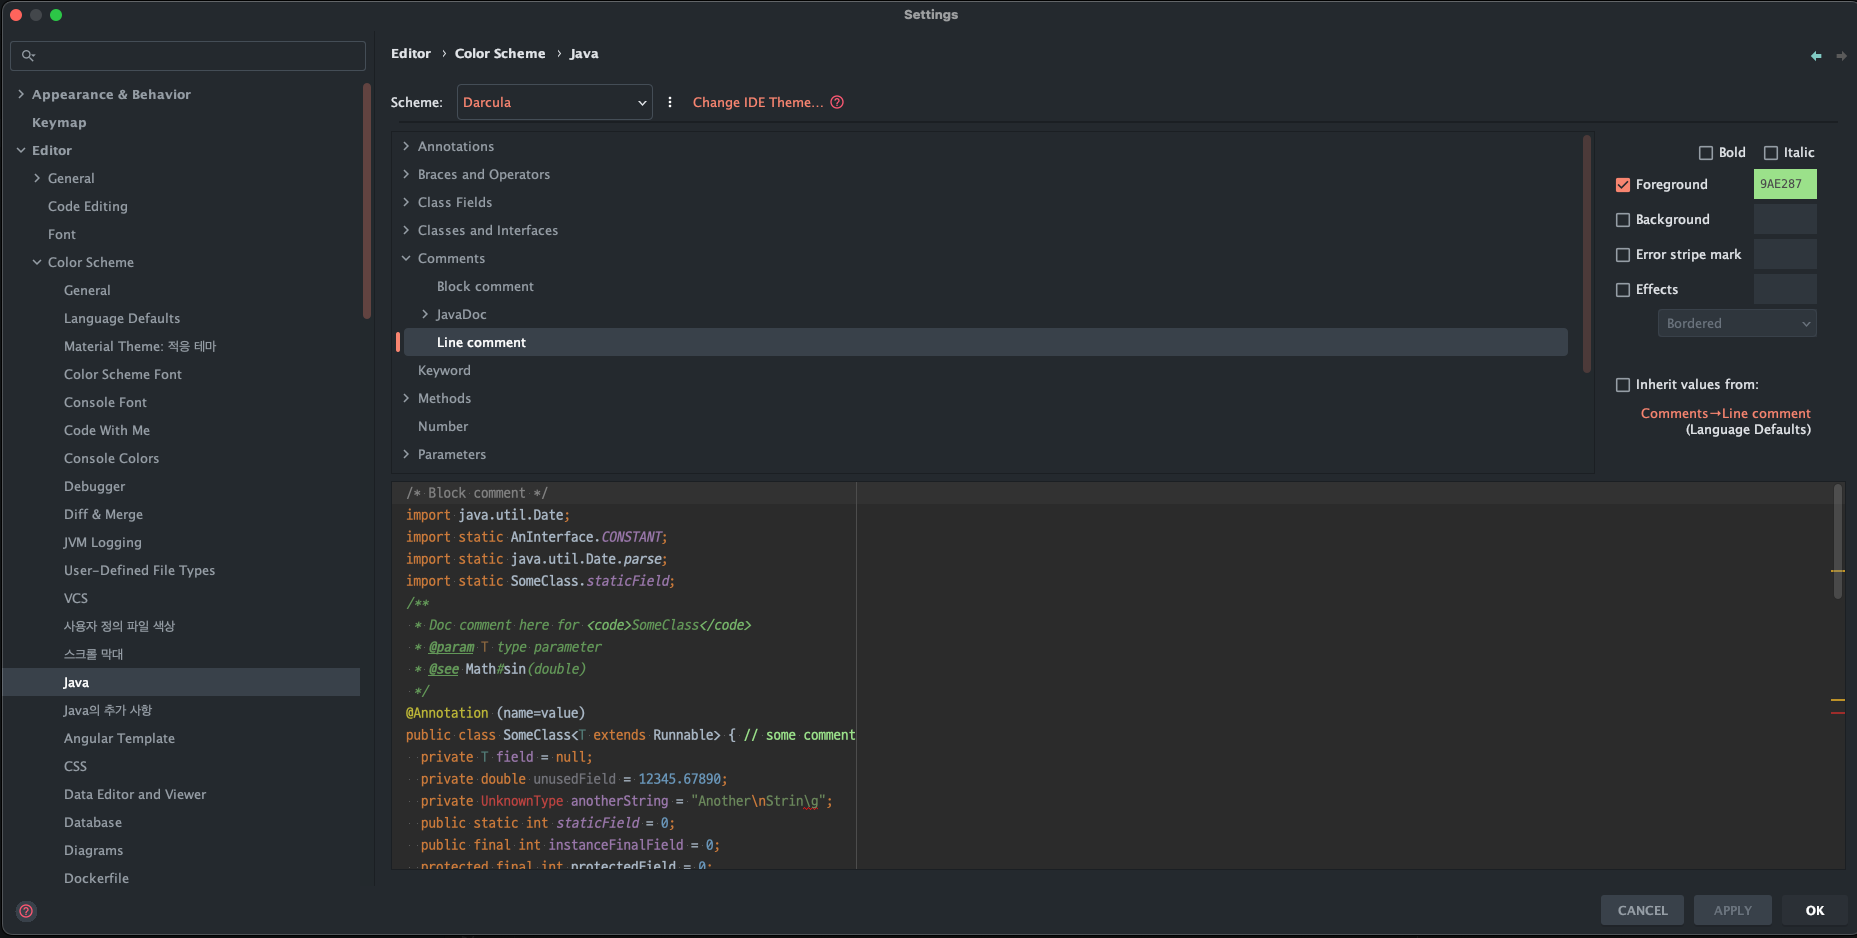 Settings
Editor › Color Scheme › Java
Scheme: Darcula Change IDE Theme...
Appearance & Behavior
Keymap
Editor
General
Code Editing
Font
Color Scheme
General
Language Defaults
Material Theme: 적응 테마
Color Scheme Font
Console Font
Code With Me
Console Colors
Debugger
Diff & Merge
JVM Logging
User-Defined File Types
VCS
사용자 정의 파일 색상
스크롤 막대
Java
Java의 추가 사항
Angular Template
CSS
Data Editor and Viewer
Database
Diagrams
Dockerfile
Annotations
Braces and Operators
Class Fields
Classes and Interfaces
Comments
Block comment
JavaDoc
Line comment
Keyword
Methods
Number
Parameters
Bold Italic
Foreground 9AE287
Background
Error stripe mark
Effects
Bordered
Inherit values from:
Comments→Line comment
(Language Defaults)
/* Block comment */
import java.util.Date;
import static AnInterface.CONSTANT;
import static java.util.Date.parse;
import static SomeClass.staticField;
/**
* Doc comment here for <code>SomeClass</code>
* @param T type parameter
* @see Math#sin(double)
*/
@Annotation (name=value)
public class SomeClass<T extends Runnable> { // some comment
private T field = null;
private double unusedField = 12345.67890;
private UnknownType anotherString = "Another\nStrin\g";
public static int staticField = 0;
public final int instanceFinalField = 0;
protected final int protectedField = 0;
CANCEL APPLY OK